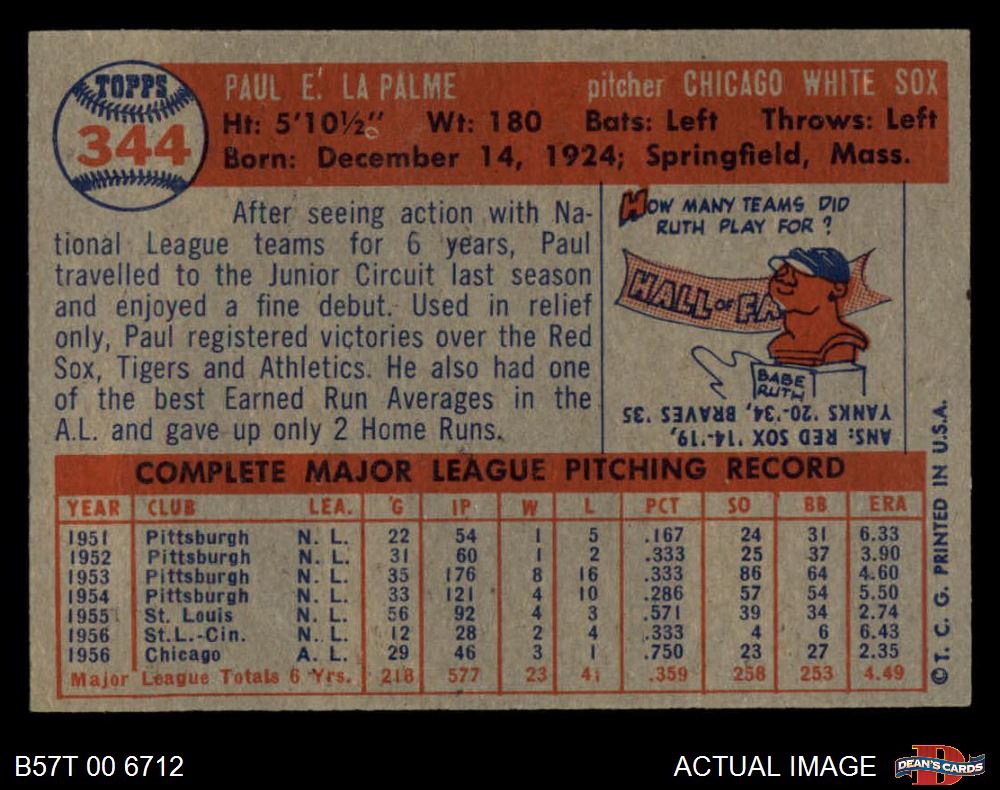 TOPPS
344
PAUL E. LA PALME pitcher CHICAGO WHITE SOX
Ht: 5'10½" Wt: 180 Bats: Left Throws: Left
Born: December 14, 1924; Springfield, Mass.
After seeing action with Na-
tional League teams for 6 years, Paul
travelled to the Junior Circuit last season
and enjoyed a fine debut. Used in relief
only, Paul registered victories over the Red
Sox, Tigers and Athletics. He also had one
of the best Earned Run Averages in the
A.L. and gave up only 2 Home Runs.
HOW MANY TEAMS DID
RUTH PLAY FOR?
HALL OF FA
BABE
RUTH
ANS: RED SOX '14-'19,
YANKS '20-'34, BRAVES '35
COMPLETE MAJOR LEAGUE PITCHING RECORD
YEAR CLUB LEA. G IP W L PCT SO BB ERA
1951 Pittsburgh N. L. 22 54 1 5 .167 24 31 6.33
1952 Pittsburgh N. L. 31 60 1 2 .333 25 37 3.90
1953 Pittsburgh N. L. 35 176 8 16 .333 86 64 4.60
1954 Pittsburgh N. L. 33 121 4 10 .286 57 54 5.50
1955 St. Louis N. L. 56 92 4 3 .571 39 34 2.74
1956 St.L.-Cin. N. L. 12 28 2 4 .333 4 6 6.43
1956 Chicago A. L. 29 46 3 1 .750 23 27 2.35
Major League Totals 6 Yrs. 218 577 23 41 .359 258 253 4.49
© T. C. G. PRINTED IN U.S.A.
B57T 00 6712
ACTUAL IMAGE
D
DEAN'S CARDS